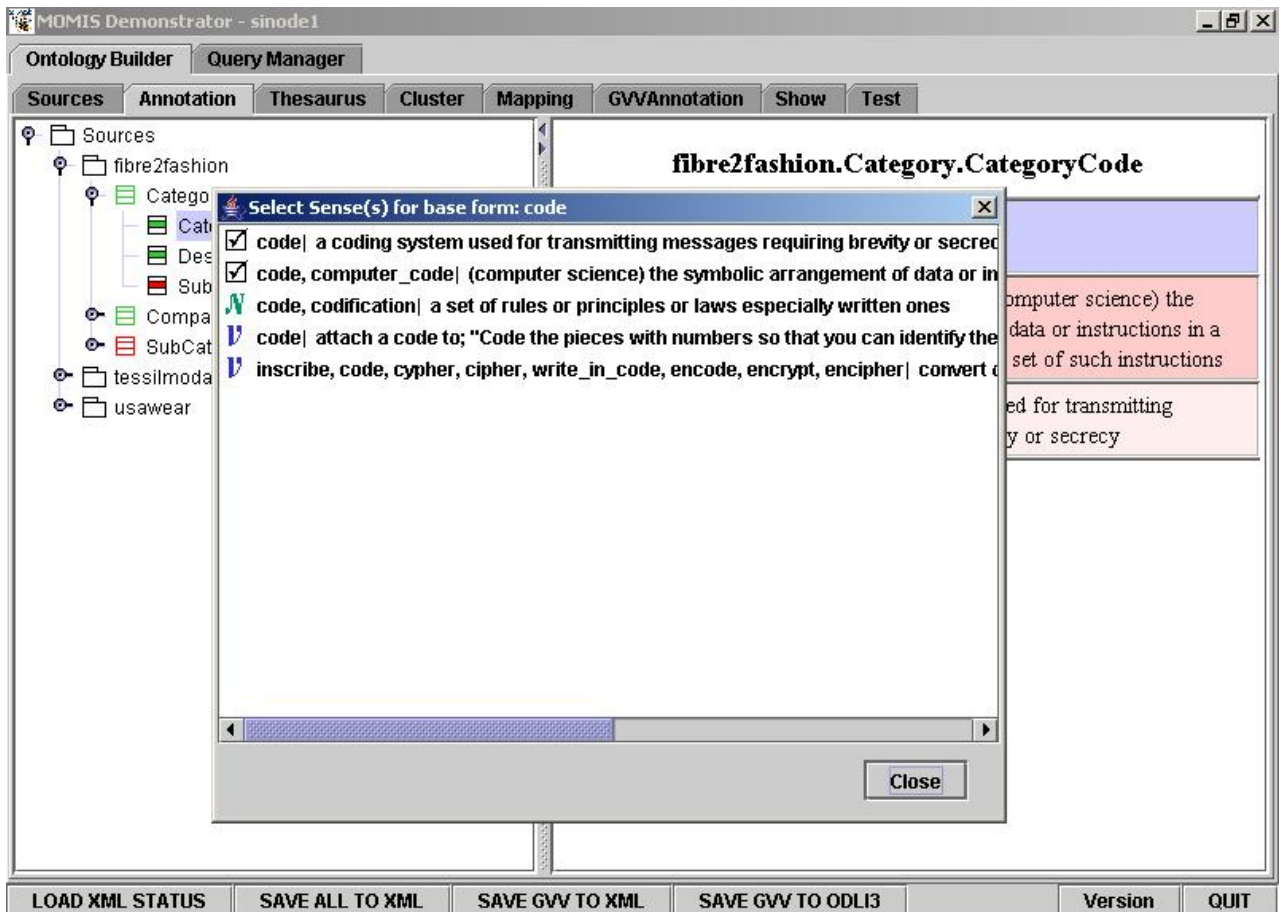 MOMIS Demonstrator - sinode1
Ontology Builder Query Manager
Sources Annotation Thesaurus Cluster Mapping GVVAnnotation Show Test
Sources
fibre2fashion
Catego
Cat
Des
Sub
Compa
SubCat
tessilmoda
usawear
fibre2fashion.Category.CategoryCode
omputer science) the
data or instructions in a
set of such instructions
ed for transmitting
y or secrecy
Select Sense(s) for base form: code
code| a coding system used for transmitting messages requiring brevity or secrec
code, computer_code| (computer science) the symbolic arrangement of data or in
N code, codification| a set of rules or principles or laws especially written ones
V code| attach a code to; "Code the pieces with numbers so that you can identify the
V inscribe, code, cypher, cipher, write_in_code, encode, encrypt, encipher| convert
Close
LOAD XML STATUS SAVE ALL TO XML SAVE GVV TO XML SAVE GVV TO ODLI3 Version QUIT